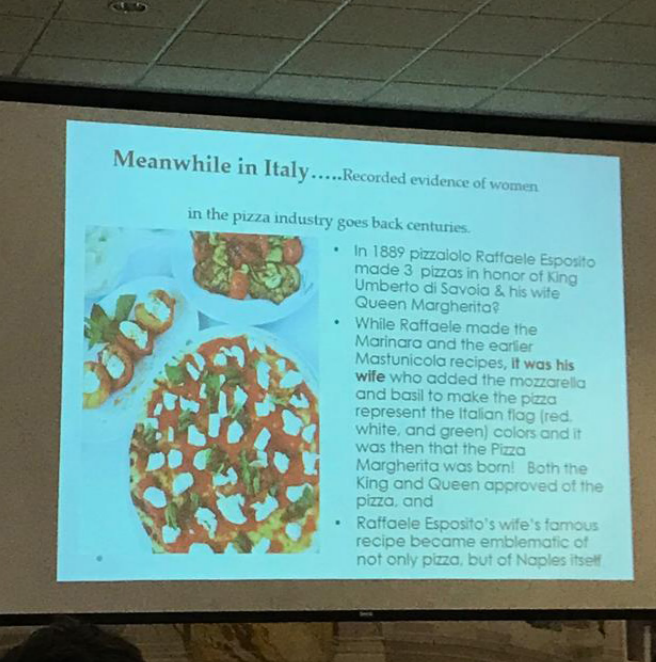 Meanwhile in Italy.....Recorded evidence of women
in the pizza industry goes back centuries.
• In 1889 pizzaiolo Raffaele Esposito
made 3 pizzas in honor of King
Umberto di Savoia & his wife
Queen Margherita?
• While Raffaele made the
Marinara and the earlier
Mastunicola recipes, it was his
wife who added the mozzarella
and basil to make the pizza
represent the Italian flag (red,
white, and green) colors and it
was then that the Pizza
Margherita was born! Both the
King and Queen approved of the
pizza, and
• Raffaele Esposito's wife's famous
recipe became emblematic of
not only pizza, but of Naples itself